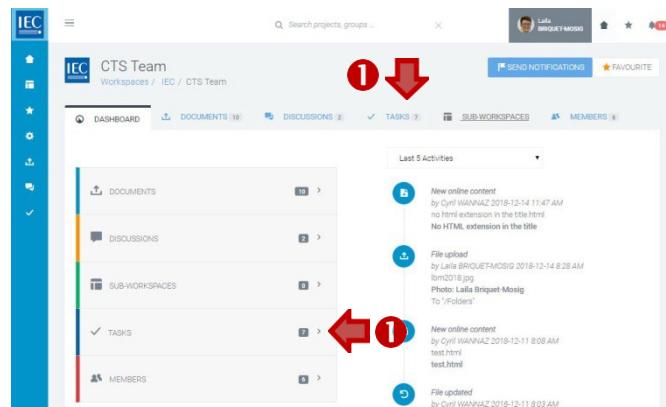 IEC
Search projects, groups ...
Laila
BRIQUET-MOSIG
IEC
CTS Team
Workspaces / IEC / CTS Team
SEND NOTIFICATIONS
FAVOURITE
1
DASHBOARD
DOCUMENTS 10
DISCUSSIONS 2
TASKS 7
SUB-WORKSPACES
MEMBERS 6
Last 5 Activities
DOCUMENTS 10
DISCUSSIONS 2
SUB-WORKSPACES 0
TASKS 7
1
MEMBERS 6
New online content
by Cyril WANNAZ 2018-12-14 11:47 AM
no html extension in the title.html
No HTML extension in the title
File upload
by Laila BRIQUET-MOSIG 2018-12-14 8:28 AM
lbm2018.jpg
Photo: Laila Briquet-Mosig
To "/Folders"
New online content
by Cyril WANNAZ 2018-12-11 8:08 AM
test.html
test.html
File updated
by Cyril WANNAZ 2018-12-11 8:03 AM